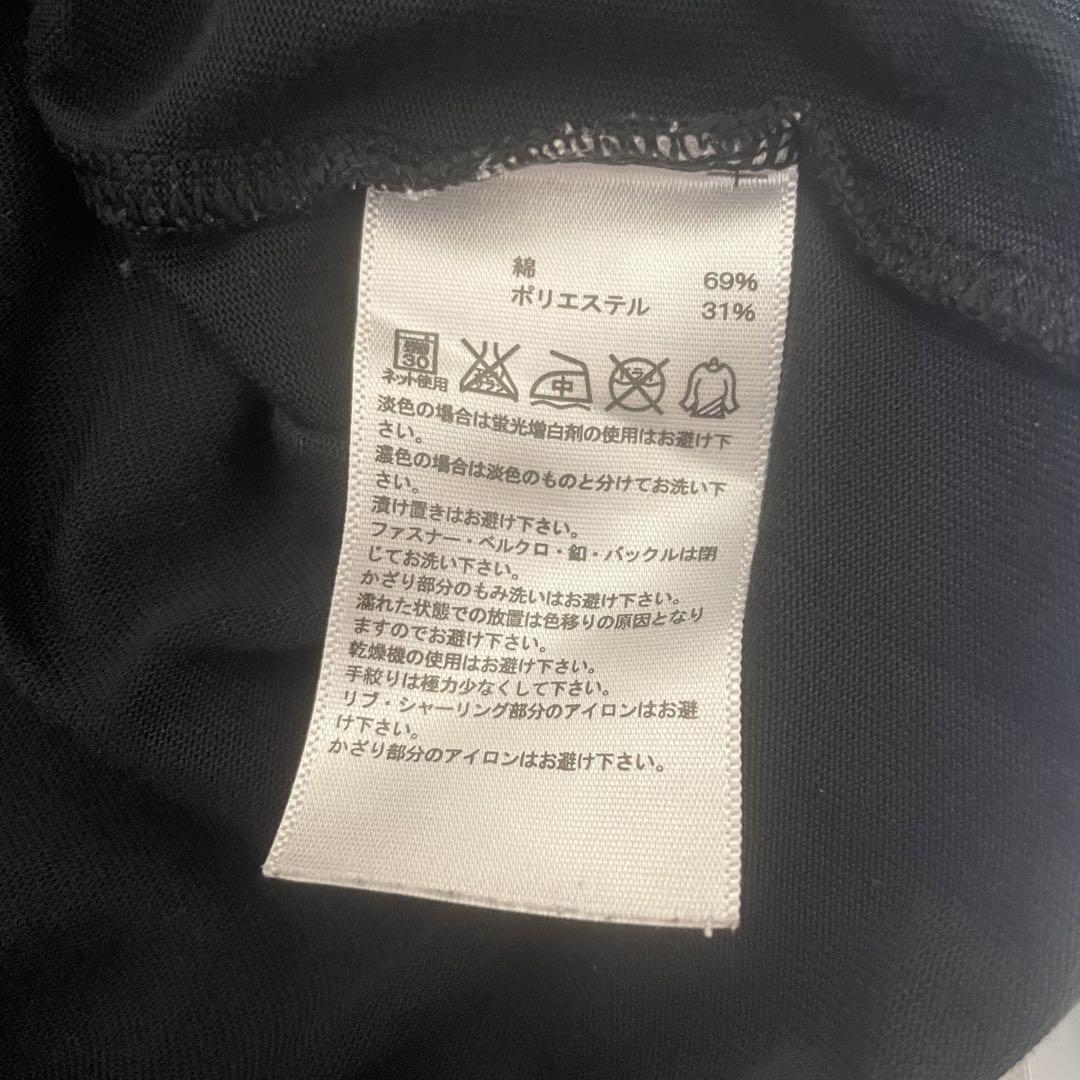 綿 69%
ポリエステル 31%
弱
30
ネット使用
エンソ
サラシ
中
ドライ
淡色の場合は蛍光増白剤の使用はお避け下
さい。
濃色の場合は淡色のものと分けてお洗い下
さい。
漬け置きはお避け下さい。
ファスナー・ベルクロ・釦・バックルは閉
じてお洗い下さい。
かざり部分のもみ洗いはお避け下さい。
濡れた状態での放置は色移りの原因となり
ますのでお避け下さい。
乾燥機の使用はお避け下さい。
手絞りは極力少なくして下さい。
リブ・シャーリング部分のアイロンはお避
け下さい。
かざり部分のアイロンはお避け下さい。